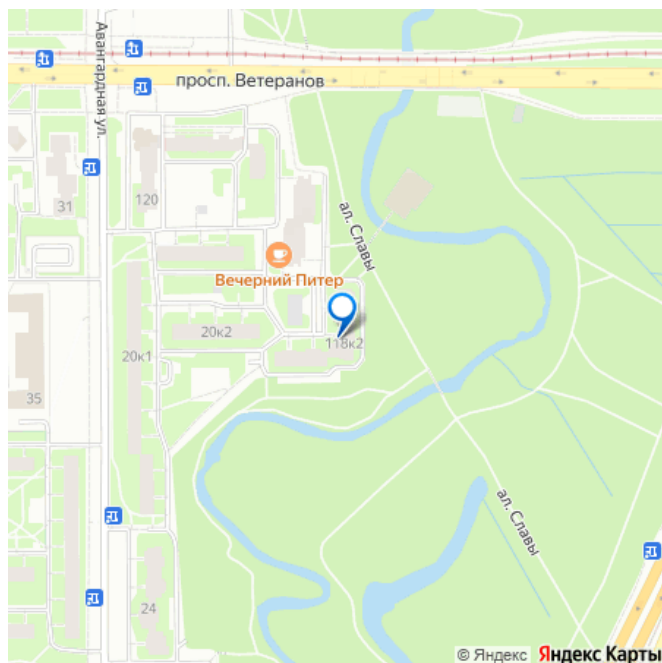 Авангардная ул.
просп. Ветеранов
31
120
ал. Славы
Вечерний Питер
20к2
118к2
20к1
35
ал. Славы
24
© Яндекс Яндекс Карты